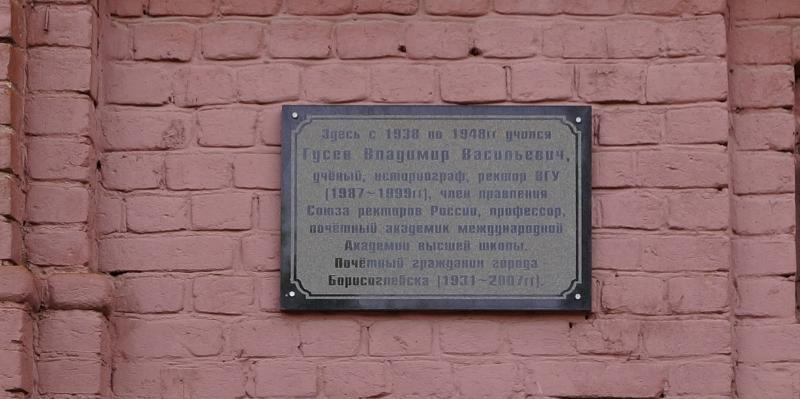 Здесь с 1938 по 1948гг учился
Гусев Владимир Васильевич,
учёный, историограф, ректор ВГУ
(1987~1999гг), член правления
Союза ректоров России, профессор,
почётный академик международной
Академии высшей школы.
Почётный гражданин города
Борисоглебска (1931~2007гг).